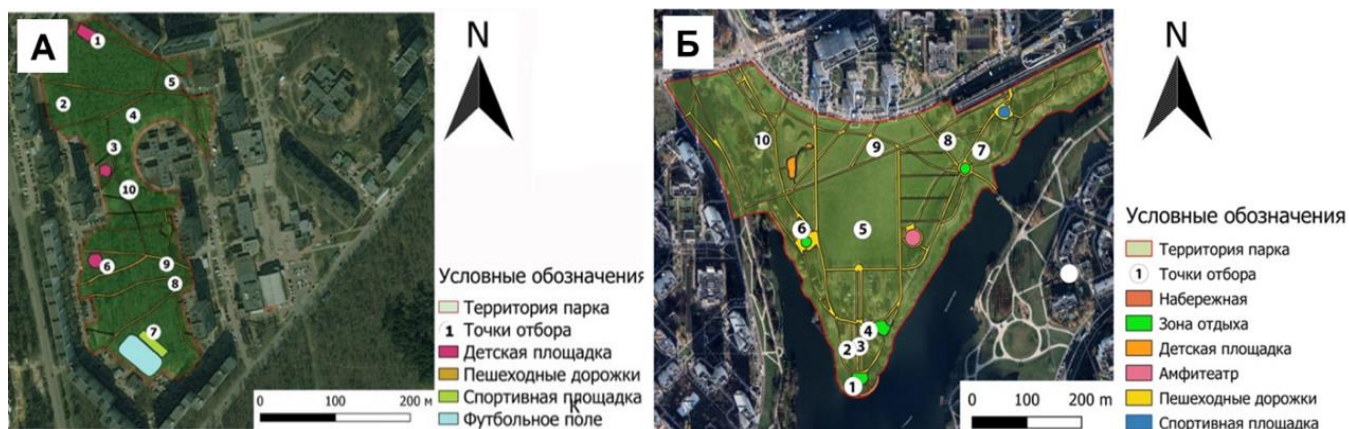 А
1
5
2
4
3
10
6
9
8
7
N
Условные обозначения
Территория парка
1 Точки отбора
Детская площадка
Пешеходные дорожки
Спортивная площадка
К
Футбольное поле
0 100 200 м
Б
10
9
8
7
6
5
4
2
3
1
N
Условные обозначения
Территория парка
1 Точки отбора
Набережная
Зона отдыха
Детская площадка
Амфитеатр
Пешеходные дорожки
Спортивная площадка
0 100 200 m